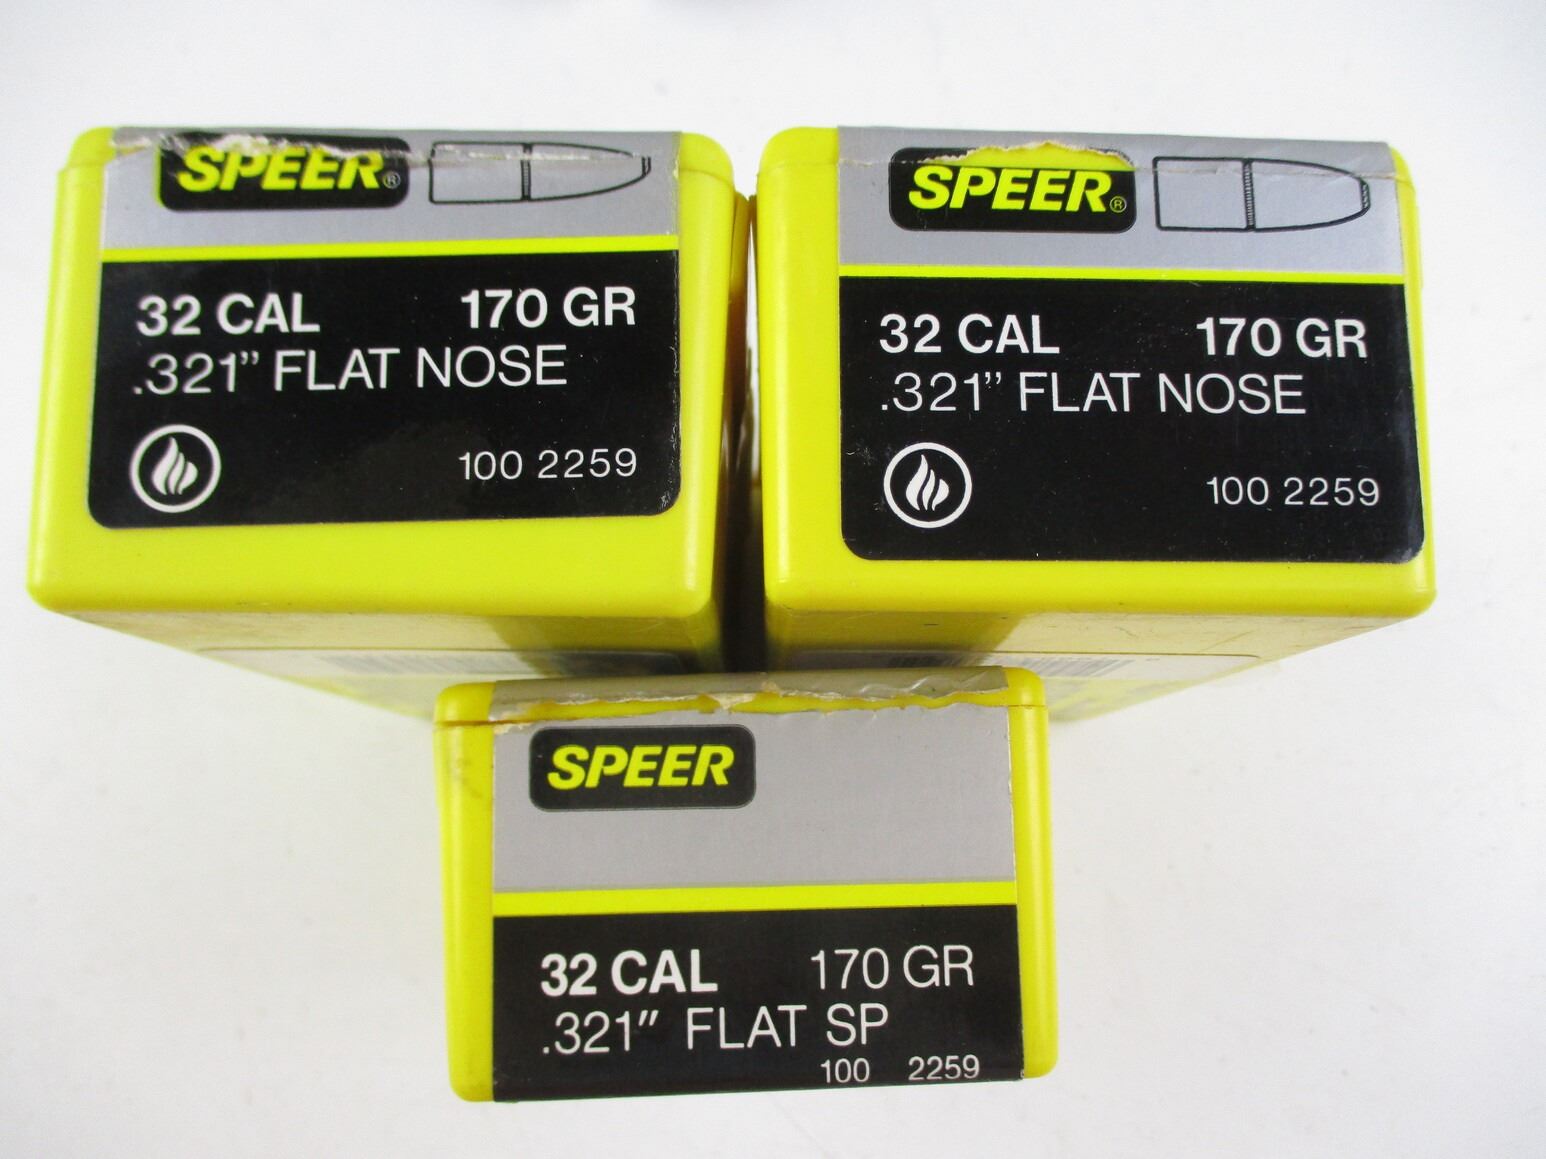 SPEER®
32 CAL 170 GR
.321” FLAT NOSE
100 2259
SPEER®
32 CAL 170 GR
.321” FLAT NOSE
100 2259
SPEER
32 CAL 170 GR
.321" FLAT SP
100 2259